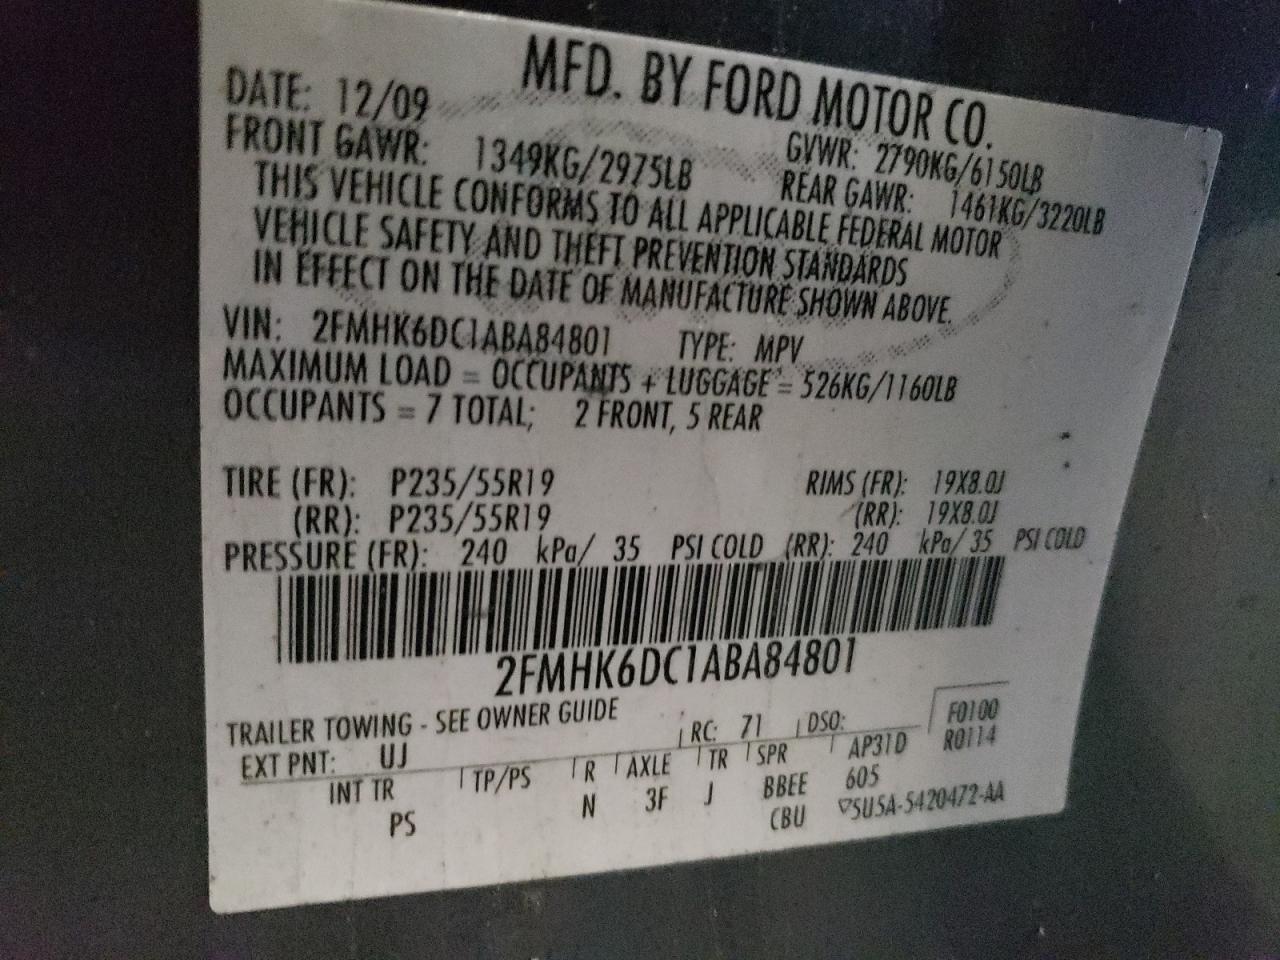 MFD. BY FORD MOTOR CO.
DATE: 12/09
GVWR: 2790KG/6150LB
FRONT GAWR: 1349KG/2975LB
REAR GAWR: 1461KG/3220LB
THIS VEHICLE CONFORMS TO ALL APPLICABLE FEDERAL MOTOR
VEHICLE SAFETY AND THEFT PREVENTION STANDARDS
IN EFFECT ON THE DATE OF MANUFACTURE SHOWN ABOVE.
VIN: 2FMHK6DC1ABA84801 TYPE: MPV
MAXIMUM LOAD = OCCUPANTS + LUGGAGE = 526KG/1160LB
OCCUPANTS = 7 TOTAL; 2 FRONT, 5 REAR
TIRE (FR): P235/55R19 RIMS (FR): 19X8.0J
(RR): P235/55R19 (RR): 19X8.0J
PRESSURE (FR): 240 kPa/ 35 PSI COLD (RR): 240 kPa/ 35 PSI COLD
2FMHK6DC1ABA84801
TRAILER TOWING - SEE OWNER GUIDE
EXT PNT: UJ RC: 71 DSO: F0100
R0114
INT TR TP/PS R AXLE TR SPR AP31D
N 3F J BBEE 605
PS CBU ▽5U5A-5420472-AA